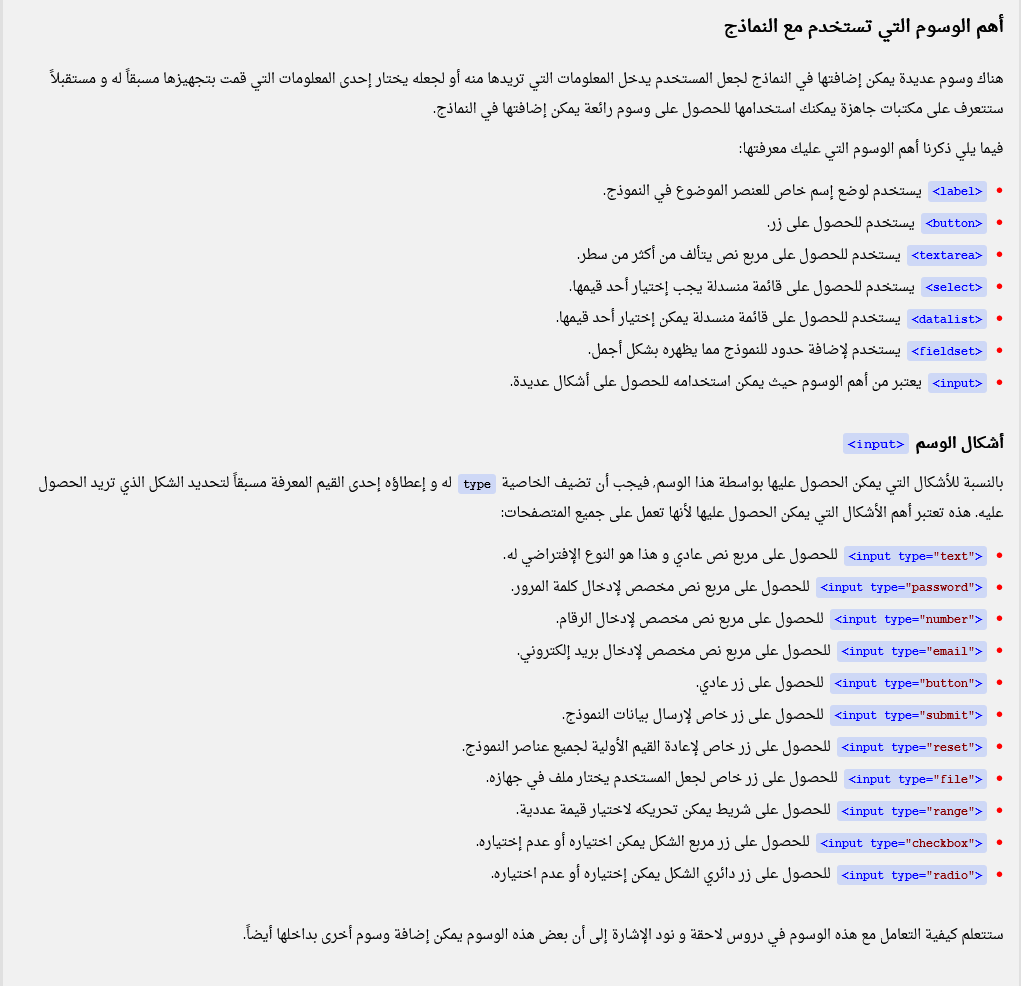 أهم الوسوم التي تستخدم مع النماذج
هناك وسوم عديدة يمكن إضافتها في النماذج لجعل المستخدم يدخل المعلومات التي تريدها منه أو لجعله يختار إحدى المعلومات التي قمت بتجهيزها مسبقاً له و مستقبلاً
ستتعرف على مكتبات جاهزة يمكنك استخدامها للحصول على وسوم رائعة يمكن إضافتها في النماذج.
فيما يلي ذكرنا أهم الوسوم التي عليك معرفتها:
<label> يستخدم لوضع إسم خاص للعنصر الموضوع في النموذج.
<button> يستخدم للحصول على زر.
<textarea> يستخدم للحصول على مربع نص يتألف من أكثر من سطر.
<select> يستخدم للحصول على قائمة منسدلة يجب إختيار أحد قيمها.
<datalist> يستخدم للحصول على قائمة منسدلة يمكن إختيار أحد قيمها.
<fieldset> يستخدم لإضافة حدود للنموذج مما يظهره بشكل أجمل.
<input> يعتبر من أهم الوسوم حيث يمكن استخدامه للحصول على أشكال عديدة.
أشكال الوسم <input>
بالنسبة للأشكال التي يمكن الحصول عليها بواسطة هذا الوسم, فيجب أن تضيف الخاصية type له و إعطاؤه إحدى القيم المعرفة مسبقاً لتحديد الشكل الذي تريد الحصول
عليه. هذه تعتبر أهم الأشكال التي يمكن الحصول عليها لأنها تعمل على جميع المتصفحات:
<input type="text"> للحصول على مربع نص عادي و هذا هو النوع الإفتراضي له.
<input type="password"> للحصول على مربع نص مخصص لإدخال كلمة المرور.
<input type="number"> للحصول على مربع نص مخصص لإدخال الرقام.
<input type="email"> للحصول على مربع نص مخصص لإدخال بريد إلكتروني.
<input type="button"> للحصول على زر عادي.
<input type="submit"> للحصول على زر خاص لإرسال بيانات النموذج.
<input type="reset"> للحصول على زر خاص لإعادة القيم الأولية لجميع عناصر النموذج.
<input type="file"> للحصول على زر خاص لجعل المستخدم يختار ملف في جهازه.
<input type="range"> للحصول على شريط يمكن تحريكه لاختيار قيمة عددية.
<input type="checkbox"> للحصول على زر مربع الشكل يمكن اختياره أو عدم إختياره.
<input type="radio"> للحصول على زر دائري الشكل يمكن إختياره أو عدم اختياره.
ستتعلم كيفية التعامل مع هذه الوسوم في دروس لاحقة و نود الإشارة إلى أن بعض هذه الوسوم يمكن إضافة وسوم أخرى بداخلها أيضاً.